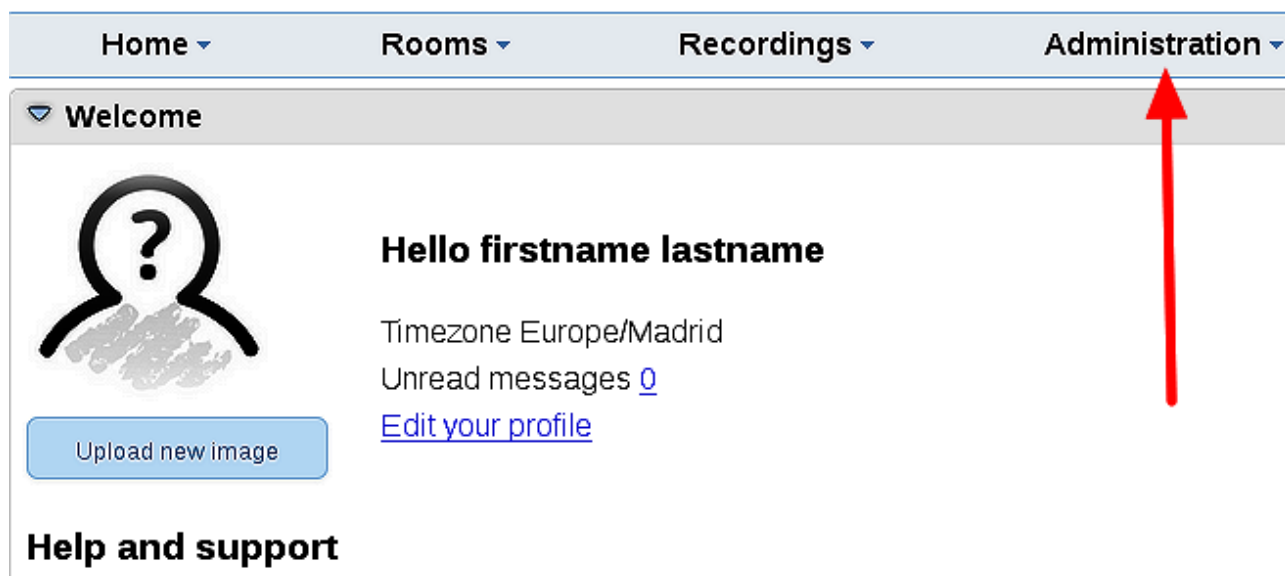 Home Rooms Recordings Administration
Welcome
?
Hello firstname lastname
Timezone Europe/Madrid
Unread messages 0
Edit your profile
Upload new image
Help and support